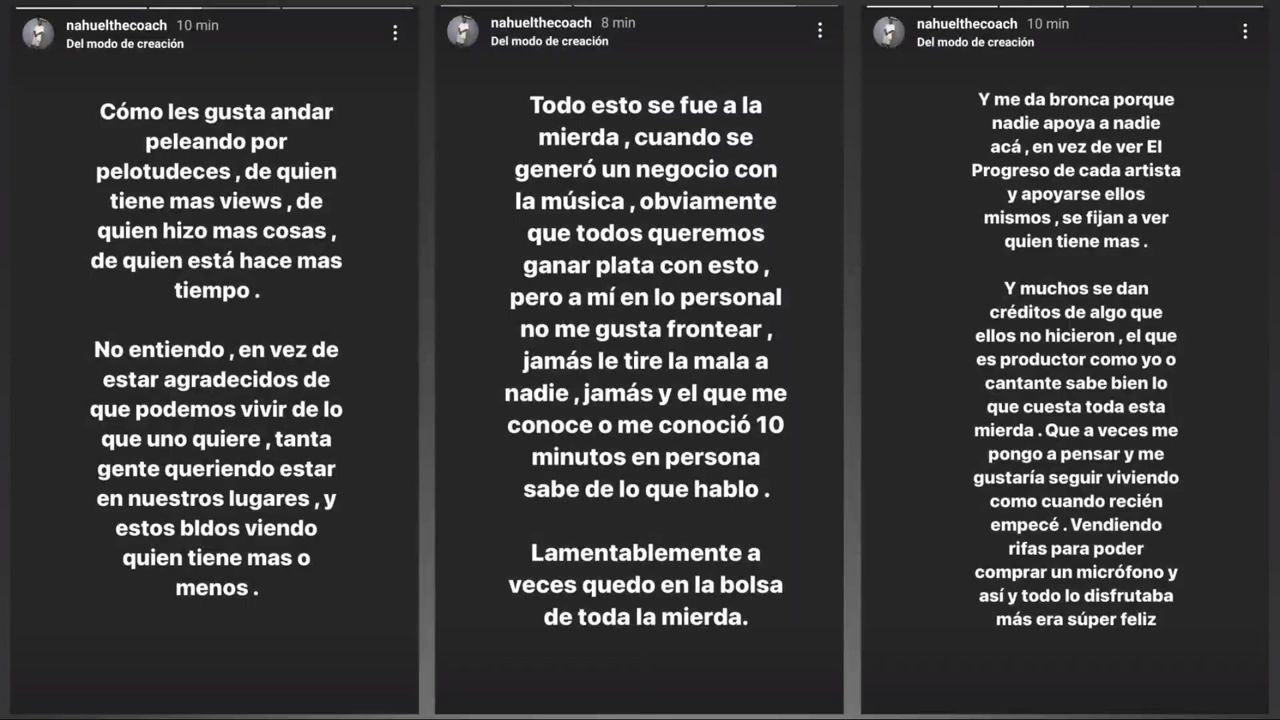 nahuelthecoach 10 min
Del modo de creación
Cómo les gusta andar
peleando por
pelotudeces , de quien
tiene mas views , de
quien hizo mas cosas ,
de quien está hace mas
tiempo .
No entiendo , en vez de
estar agradecidos de
que podemos vivir de lo
que uno quiere , tanta
gente queriendo estar
en nuestros lugares , y
estos bldos viendo
quien tiene mas o
menos .
nahuelthecoach 8 min
Del modo de creación
Todo esto se fue a la
mierda , cuando se
generó un negocio con
la música , obviamente
que todos queremos
ganar plata con esto ,
pero a mí en lo personal
no me gusta frontear ,
jamás le tire la mala a
nadie , jamás y el que me
conoce o me conoció 10
minutos en persona
sabe de lo que hablo .
Lamentablemente a
veces quedo en la bolsa
de toda la mierda.
nahuelthecoach 10 min
Del modo de creación
Y me da bronca porque
nadie apoya a nadie
acá , en vez de ver El
Progreso de cada artista
y apoyarse ellos
mismos , se fijan a ver
quien tiene mas .
Y muchos se dan
créditos de algo que
ellos no hicieron , el que
es productor como yo o
cantante sabe bien lo
que cuesta toda esta
mierda . Que a veces me
pongo a pensar y me
gustaría seguir viviendo
como cuando recién
empecé . Vendiendo
rifas para poder
comprar un micrófono y
así y todo lo disfrutaba
más era súper feliz